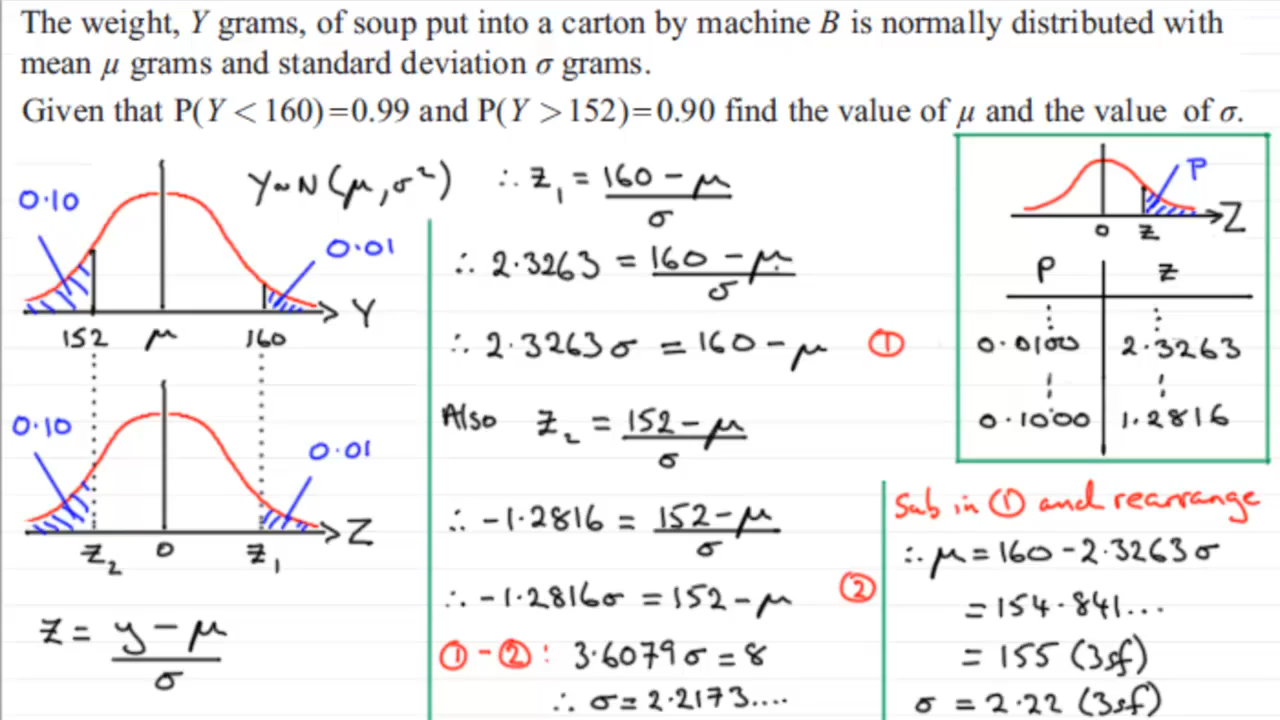 The weight, Y grams, of soup put into a carton by machine B is normally distributed with
mean μ grams and standard deviation σ grams.
Given that P(Y < 160)=0.99 and P(Y > 152)=0.90 find the value of μ and the value of σ.
0.10
0.01
152 μ 160
Y
0.10
0.01
Z₂ 0 Z₁
Z
Z = (y - μ)/σ
Y~N(μ, σ²)
∴ Z₁ = (160 - μ)/σ
∴ 2.3263 = (160 - μ)/σ
∴ 2.3263σ = 160 - μ ①
Also Z₂ = (152 - μ)/σ
∴ -1.2816 = (152 - μ)/σ
∴ -1.2816σ = 152 - μ ②
① - ② : 3.6079σ = 8
∴ σ = 2.2173....
P
0 Z
Z
P Z
0.0100 2.3263
0.1000 1.2816
Sub in ① and rearrange
∴ μ = 160 - 2.3263σ
= 154.841...
= 155 (3sf)
σ = 2.22 (3sf)